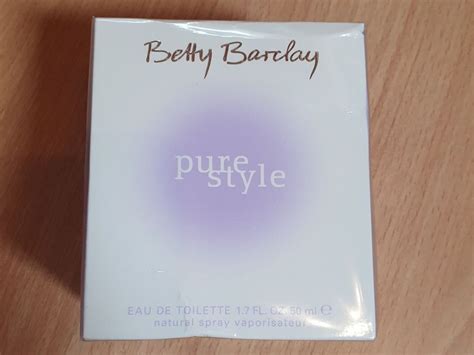 Betty Barclay
pure
style
EAU DE TOILETTE 1.7 FL. OZ. 50 ml ℮
natural spray vaporisateur